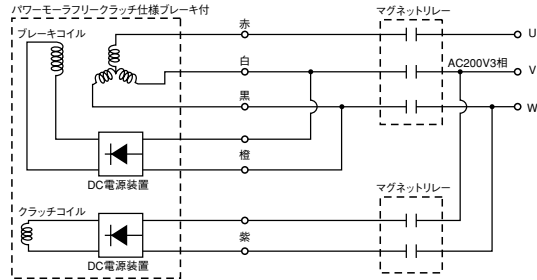 パワーモーラフリークラッチ仕様ブレーキ付
マグネットリレー
ブレーキコイル
赤
U
白
AC200V3相
V
黒
W
橙
DC電源装置
マグネットリレー
クラッチコイル
紫
DC電源装置